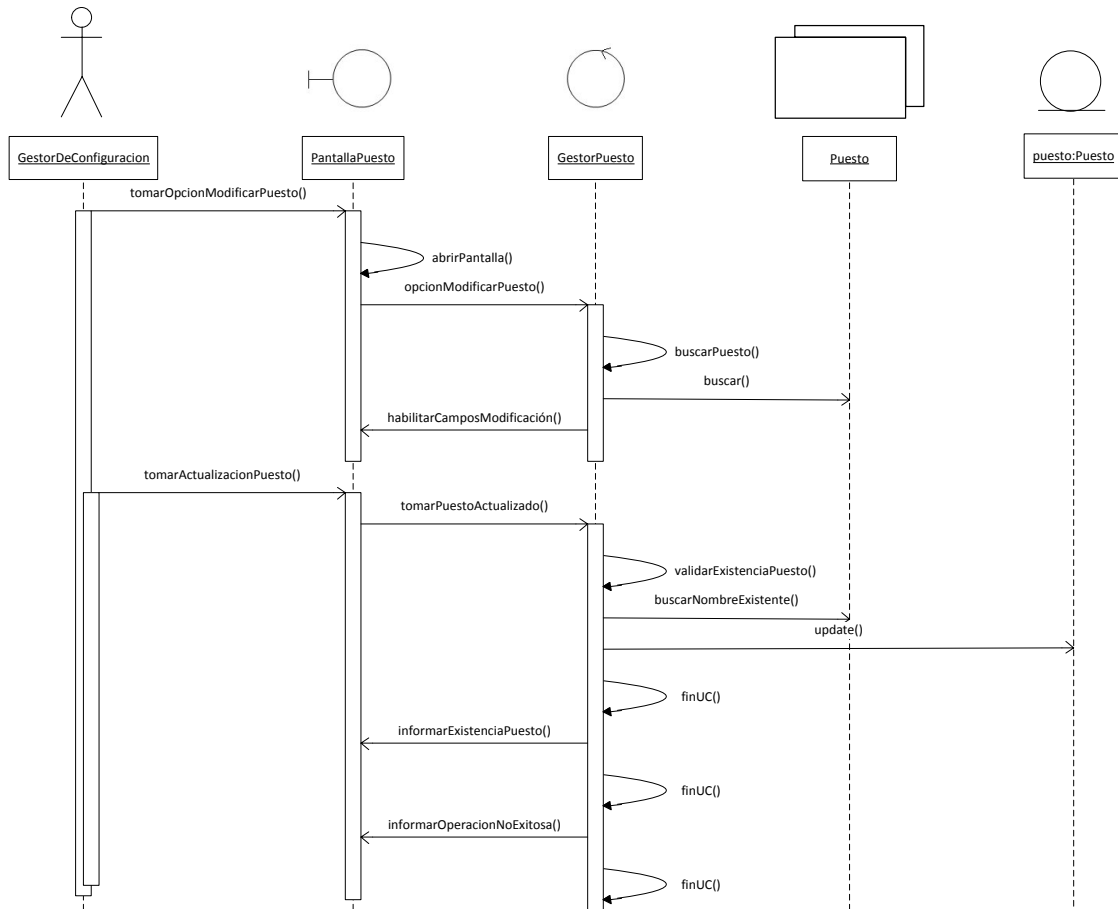 GestorDeConfiguracion
PantallaPuesto
GestorPuesto
Puesto
puesto:Puesto
tomarOpcionModificarPuesto()
abrirPantalla()
opcionModificarPuesto()
buscarPuesto()
buscar()
habilitarCamposModificación()
tomarActualizacionPuesto()
tomarPuestoActualizado()
validarExistenciaPuesto()
buscarNombreExistente()
update()
finUC()
informarExistenciaPuesto()
finUC()
informarOperacionNoExitosa()
finUC()